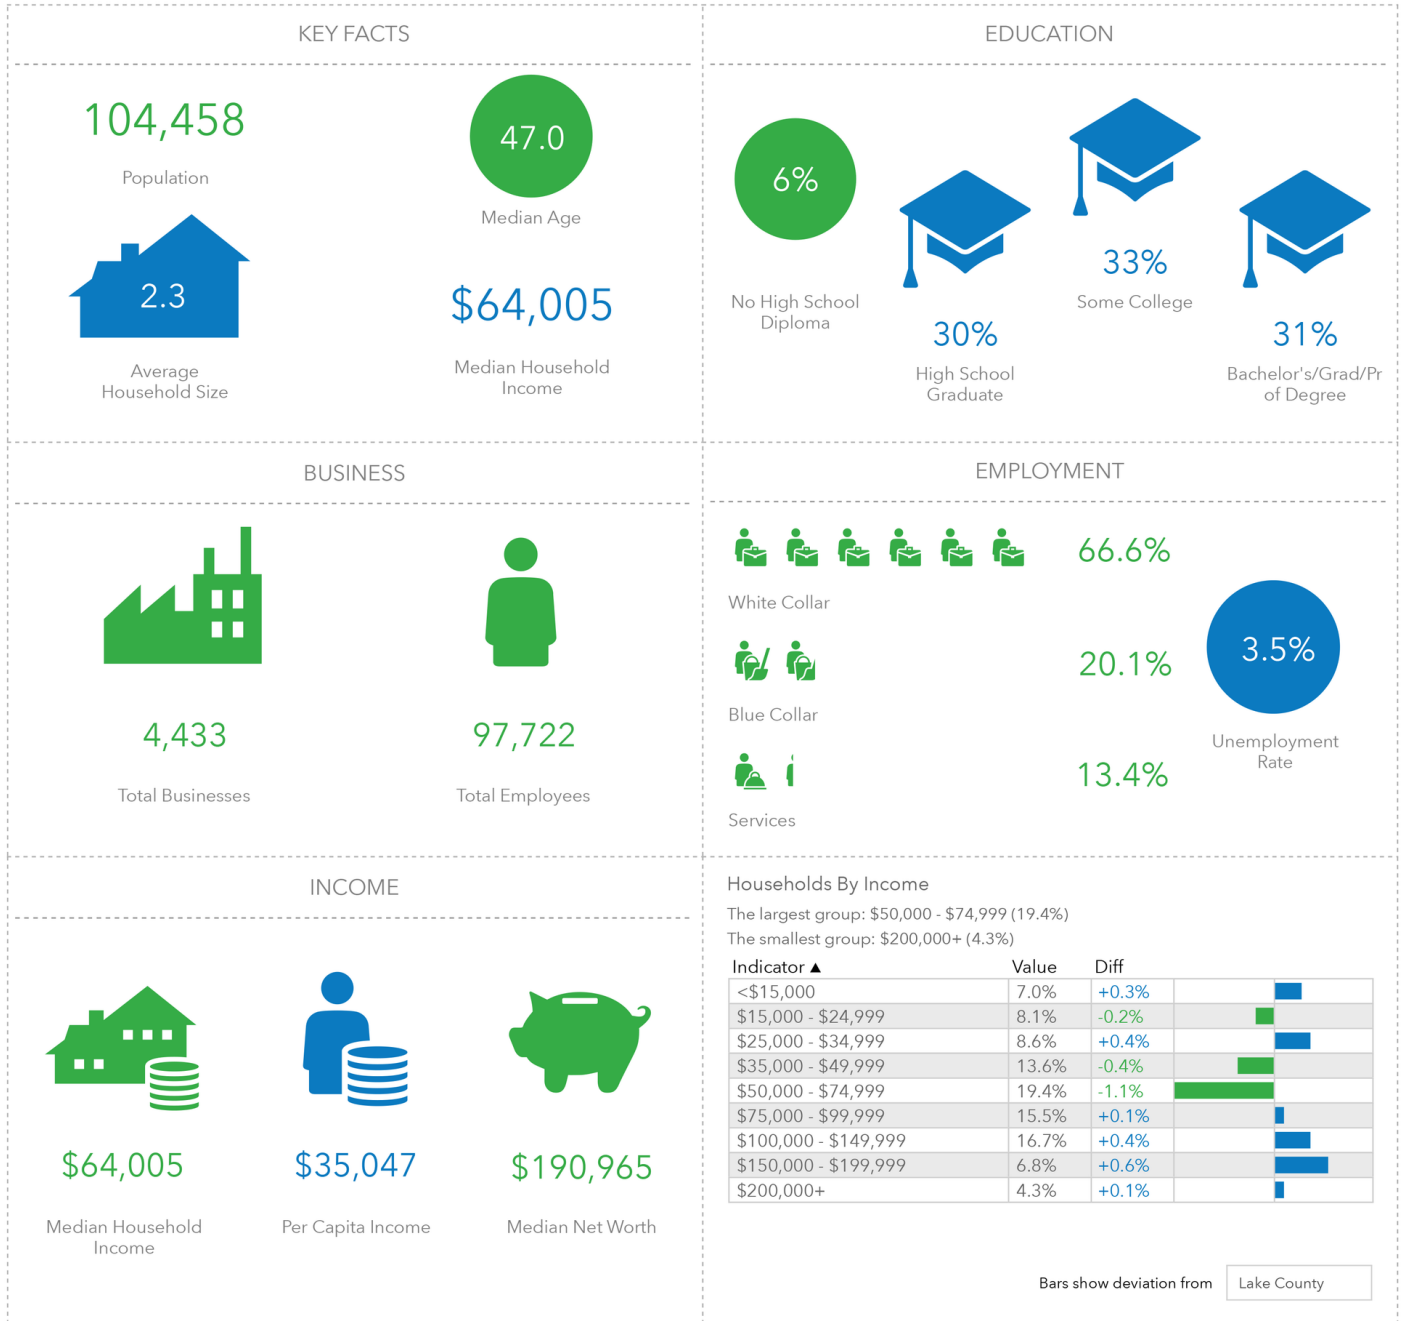 KEY FACTS
104,458
Population
47.0
Median Age
2.3
Average
Household Size
$64,005
Median Household
Income
EDUCATION
6%
No High School
Diploma
30%
High School
Graduate
33%
Some College
31%
Bachelor's/Grad/Pr
of Degree
BUSINESS
4,433
Total Businesses
97,722
Total Employees
EMPLOYMENT
66.6%
White Collar
20.1%
Blue Collar
13.4%
Services
3.5%
Unemployment
Rate
INCOME
$64,005
Median Household
Income
$35,047
Per Capita Income
$190,965
Median Net Worth
Households By Income
The largest group: $50,000 - $74,999 (19.4%)
The smallest group: $200,000+ (4.3%)
Indicator ▲ Value Diff
<$15,000 7.0% +0.3%
$15,000 - $24,999 8.1% -0.2%
$25,000 - $34,999 8.6% +0.4%
$35,000 - $49,999 13.6% -0.4%
$50,000 - $74,999 19.4% -1.1%
$75,000 - $99,999 15.5% +0.1%
$100,000 - $149,999 16.7% +0.4%
$150,000 - $199,999 6.8% +0.6%
$200,000+ 4.3% +0.1%
Bars show deviation from Lake County